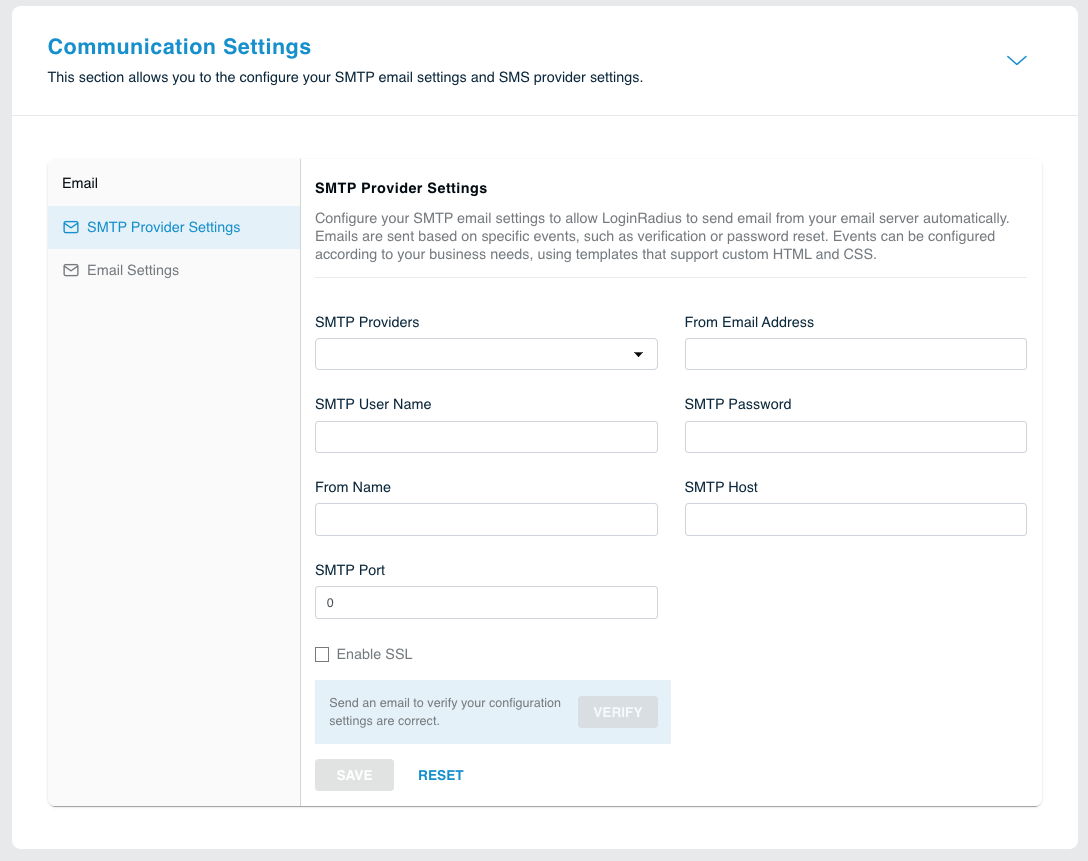 Communication Settings
This section allows you to the configure your SMTP email settings and SMS provider settings.
Email
SMTP Provider Settings
Email Settings
SMTP Provider Settings
Configure your SMTP email settings to allow LoginRadius to send email from your email server automatically.
Emails are sent based on specific events, such as verification or password reset. Events can be configured
according to your business needs, using templates that support custom HTML and CSS.
SMTP Providers
From Email Address
SMTP User Name
SMTP Password
From Name
SMTP Host
SMTP Port
0
Enable SSL
Send an email to verify your configuration
settings are correct.
VERIFY
SAVE
RESET